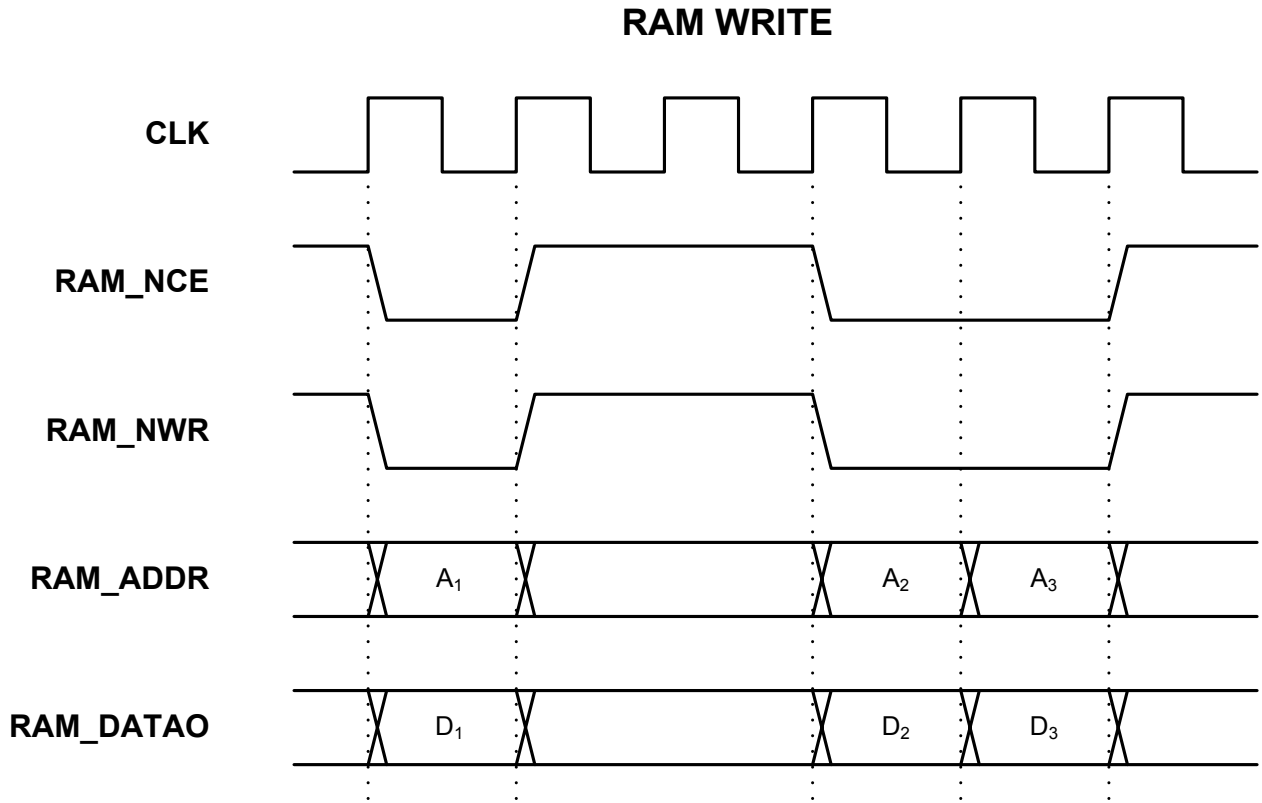 RAM WRITE
CLK
RAM_NCE
RAM_NWR
RAM_ADDR A₁ A₂ A₃
RAM_DATAO D₁ D₂ D₃